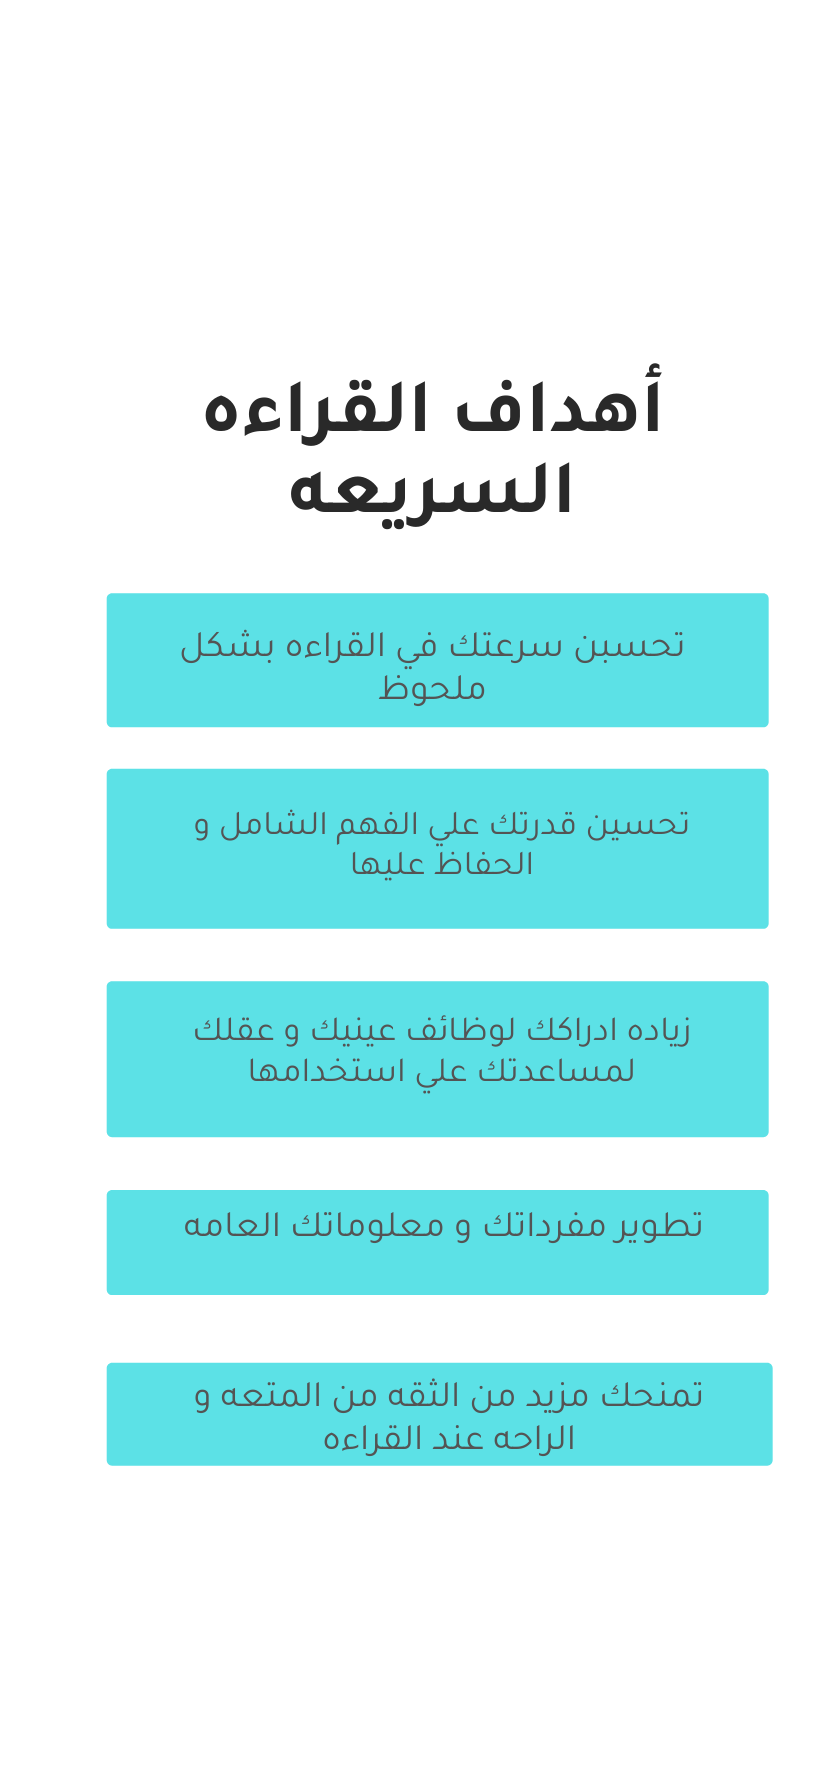 أهداف القراءه
السريعه
تحسبن سرعتك في القراءه بشكل
ملحوظ
تحسين قدرتك علي الفهم الشامل و
الحفاظ عليها
زياده ادراكك لوظائف عينيك و عقلك
لمساعدتك علي استخدامها
تطوير مفرداتك و معلوماتك العامه
تمنحك مزيد من الثقه من المتعه و
الراحه عند القراءه